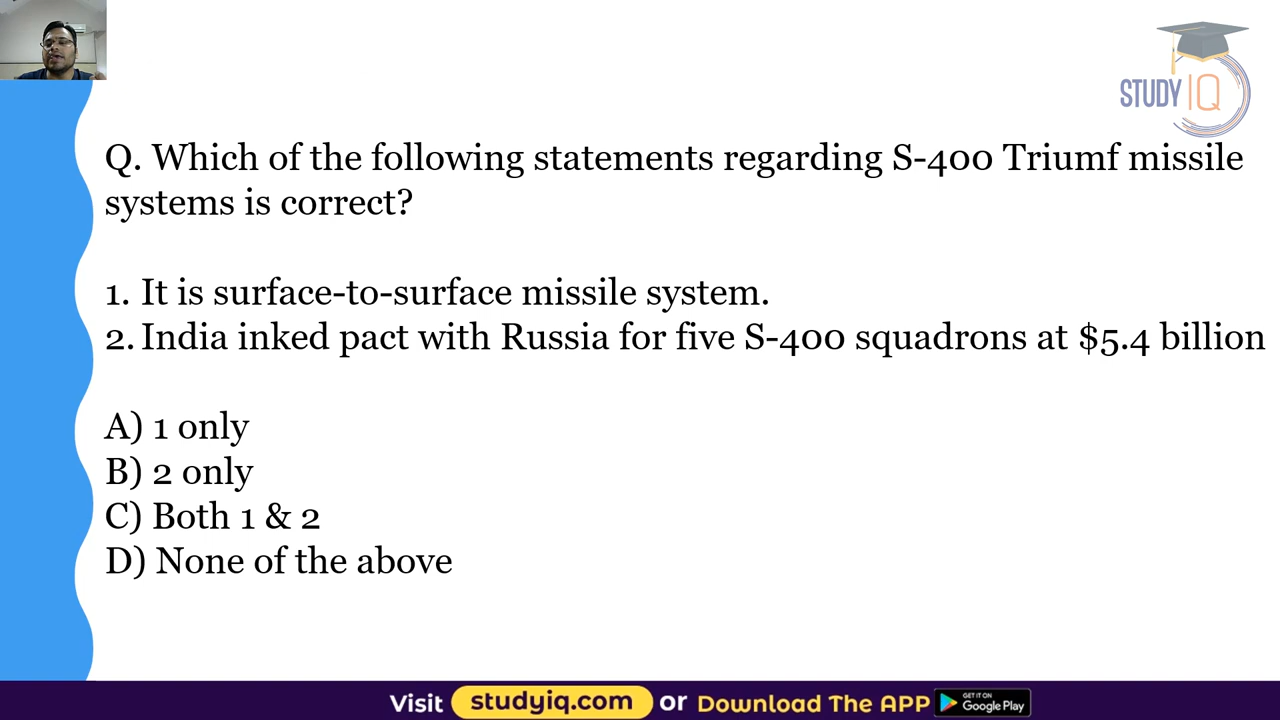 STUDY IQ
Q. Which of the following statements regarding S-400 Triumf missile
systems is correct?
1. It is surface-to-surface missile system.
2. India inked pact with Russia for five S-400 squadrons at $5.4 billion
A) 1 only
B) 2 only
C) Both 1 & 2
D) None of the above
Visit studyiq.com or Download The APP GET IT ON Google Play